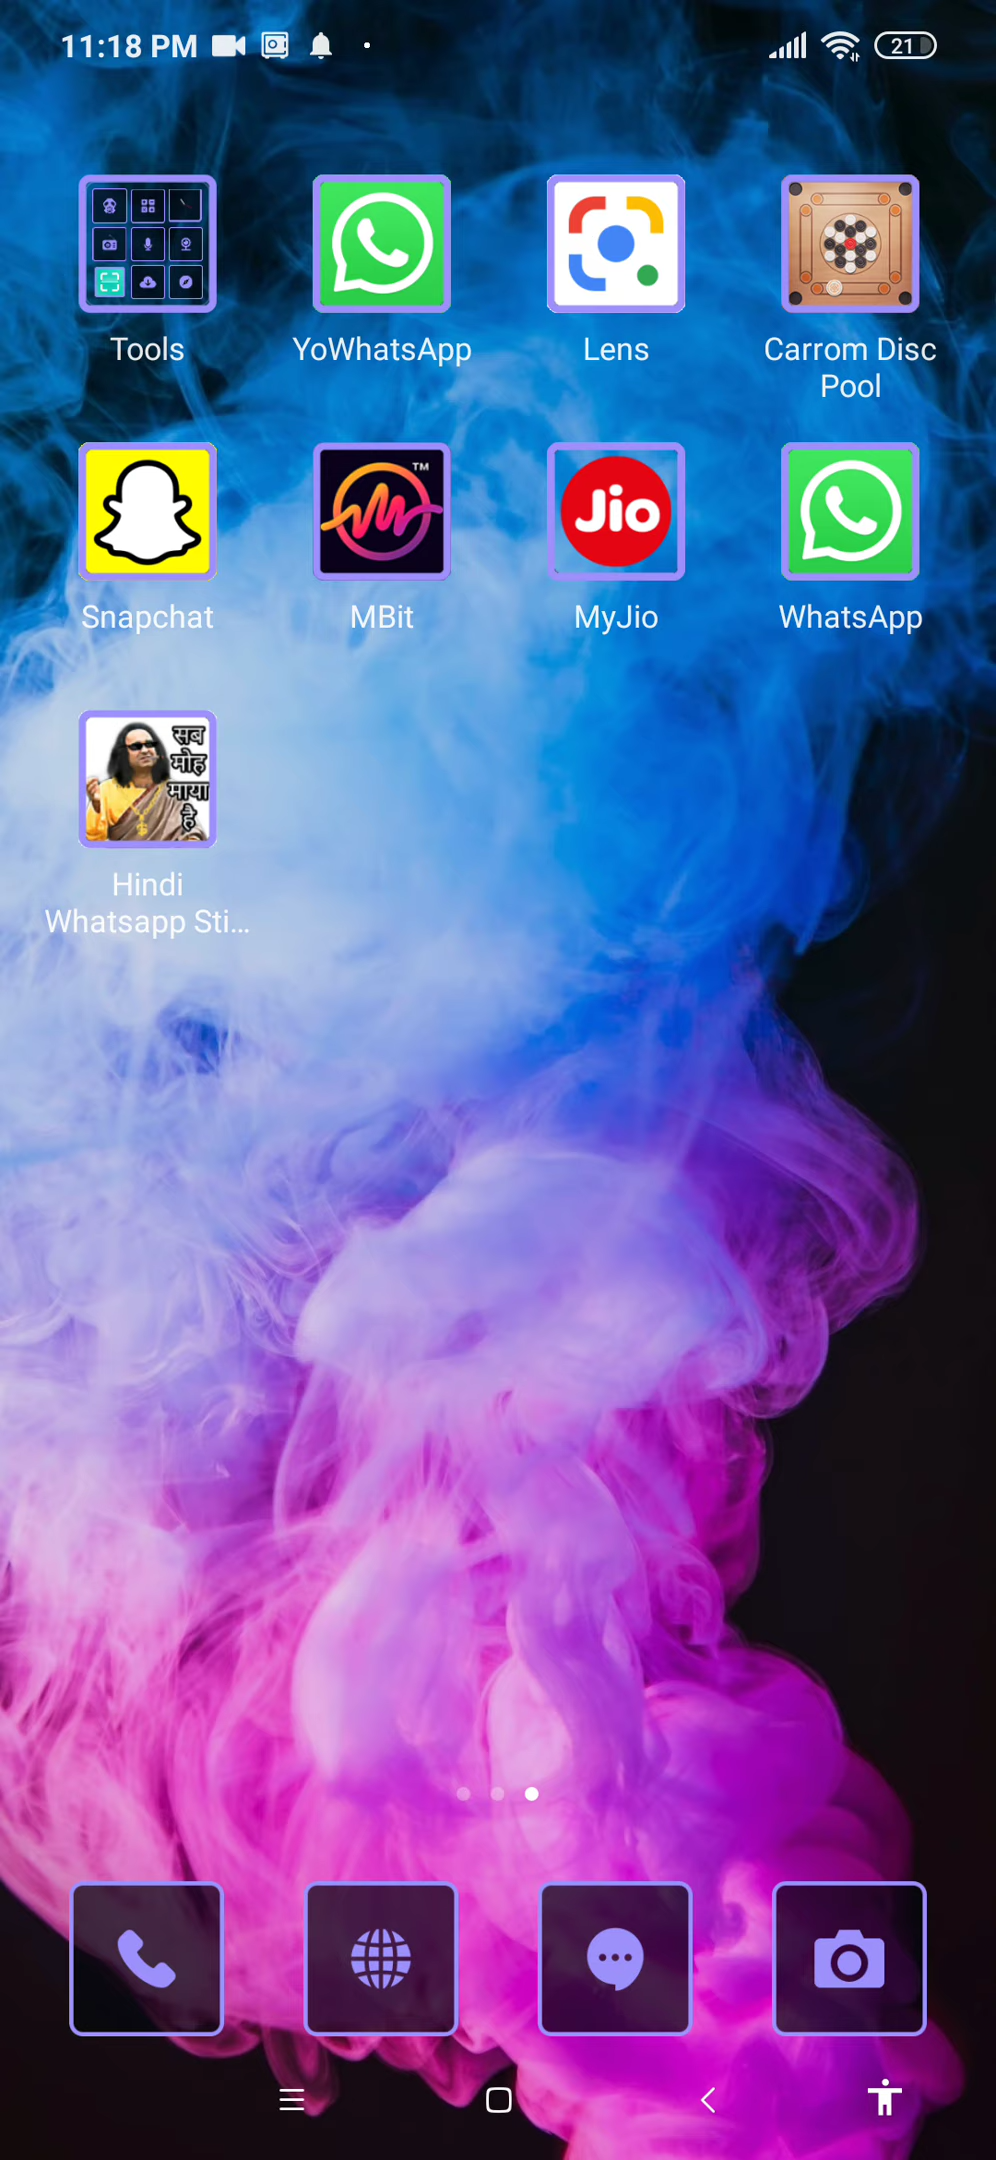 11:18 PM
21
Tools
YoWhatsApp
Lens
Carrom Disc
Pool
Snapchat
TM
MBit
Jio
MyJio
WhatsApp
सब
मोह
माया
है
Hindi
Whatsapp Sti...